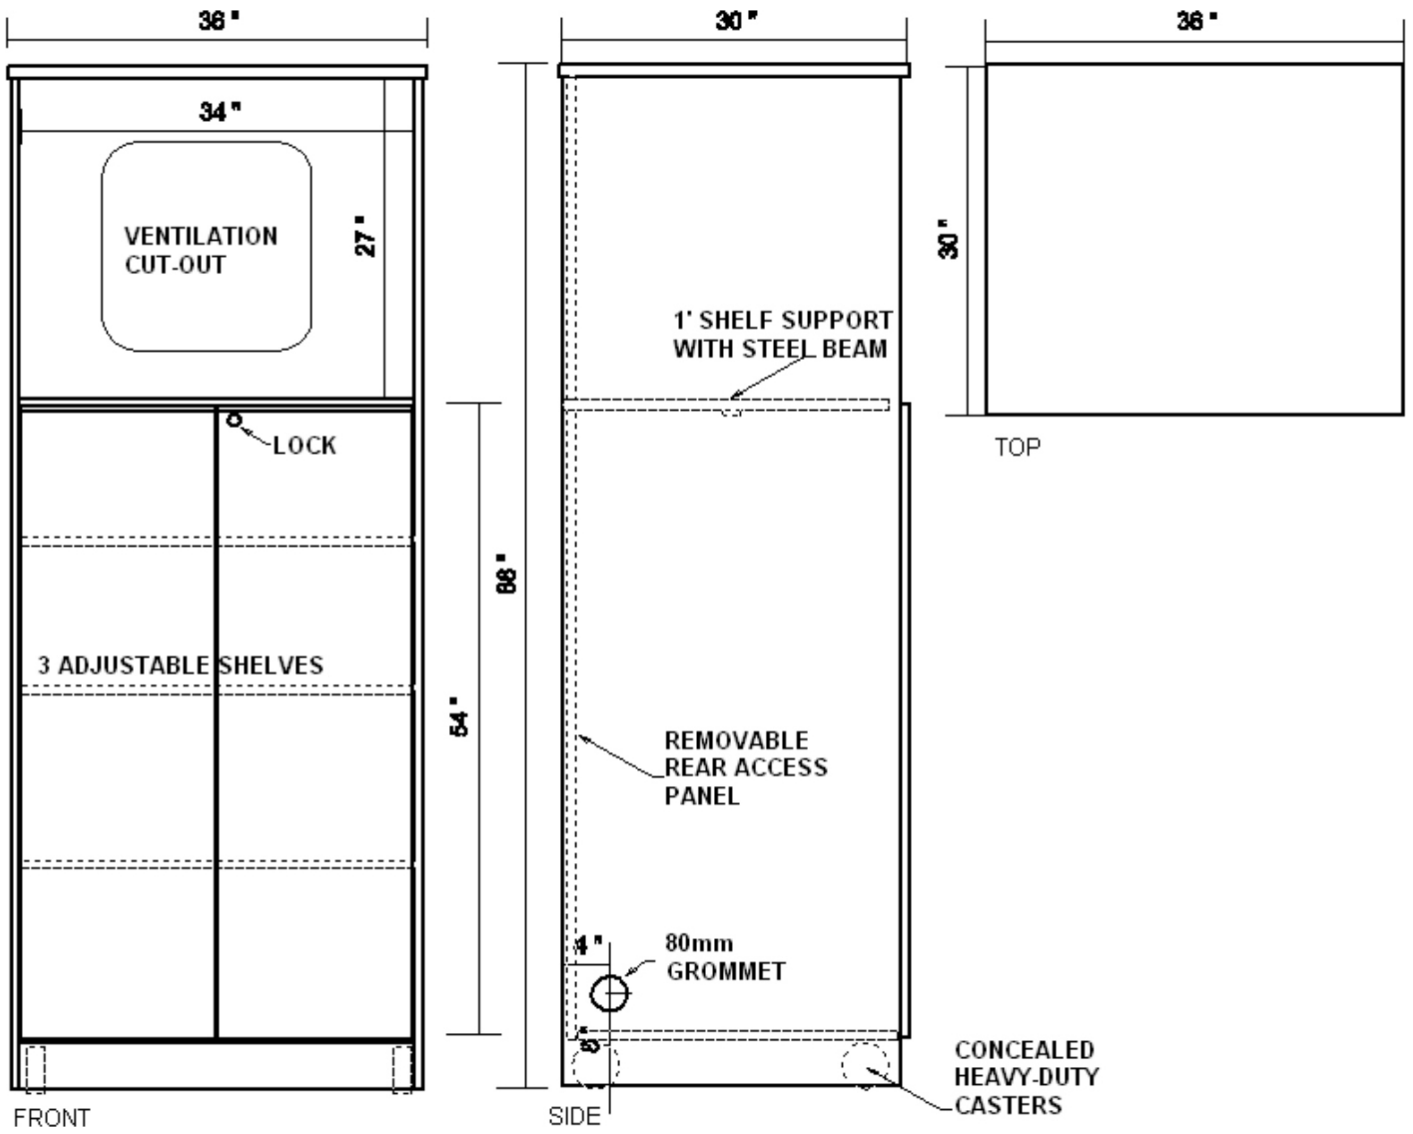 36 "
30 "
36 "
34 "
VENTILATION
CUT-OUT
27 "
LOCK
3 ADJUSTABLE SHELVES
54 "
88 "
FRONT
1' SHELF SUPPORT
WITH STEEL BEAM
REMOVABLE
REAR ACCESS
PANEL
4 "
80mm
GROMMET
8 "
CONCEALED
HEAVY-DUTY
CASTERS
SIDE
30 "
TOP